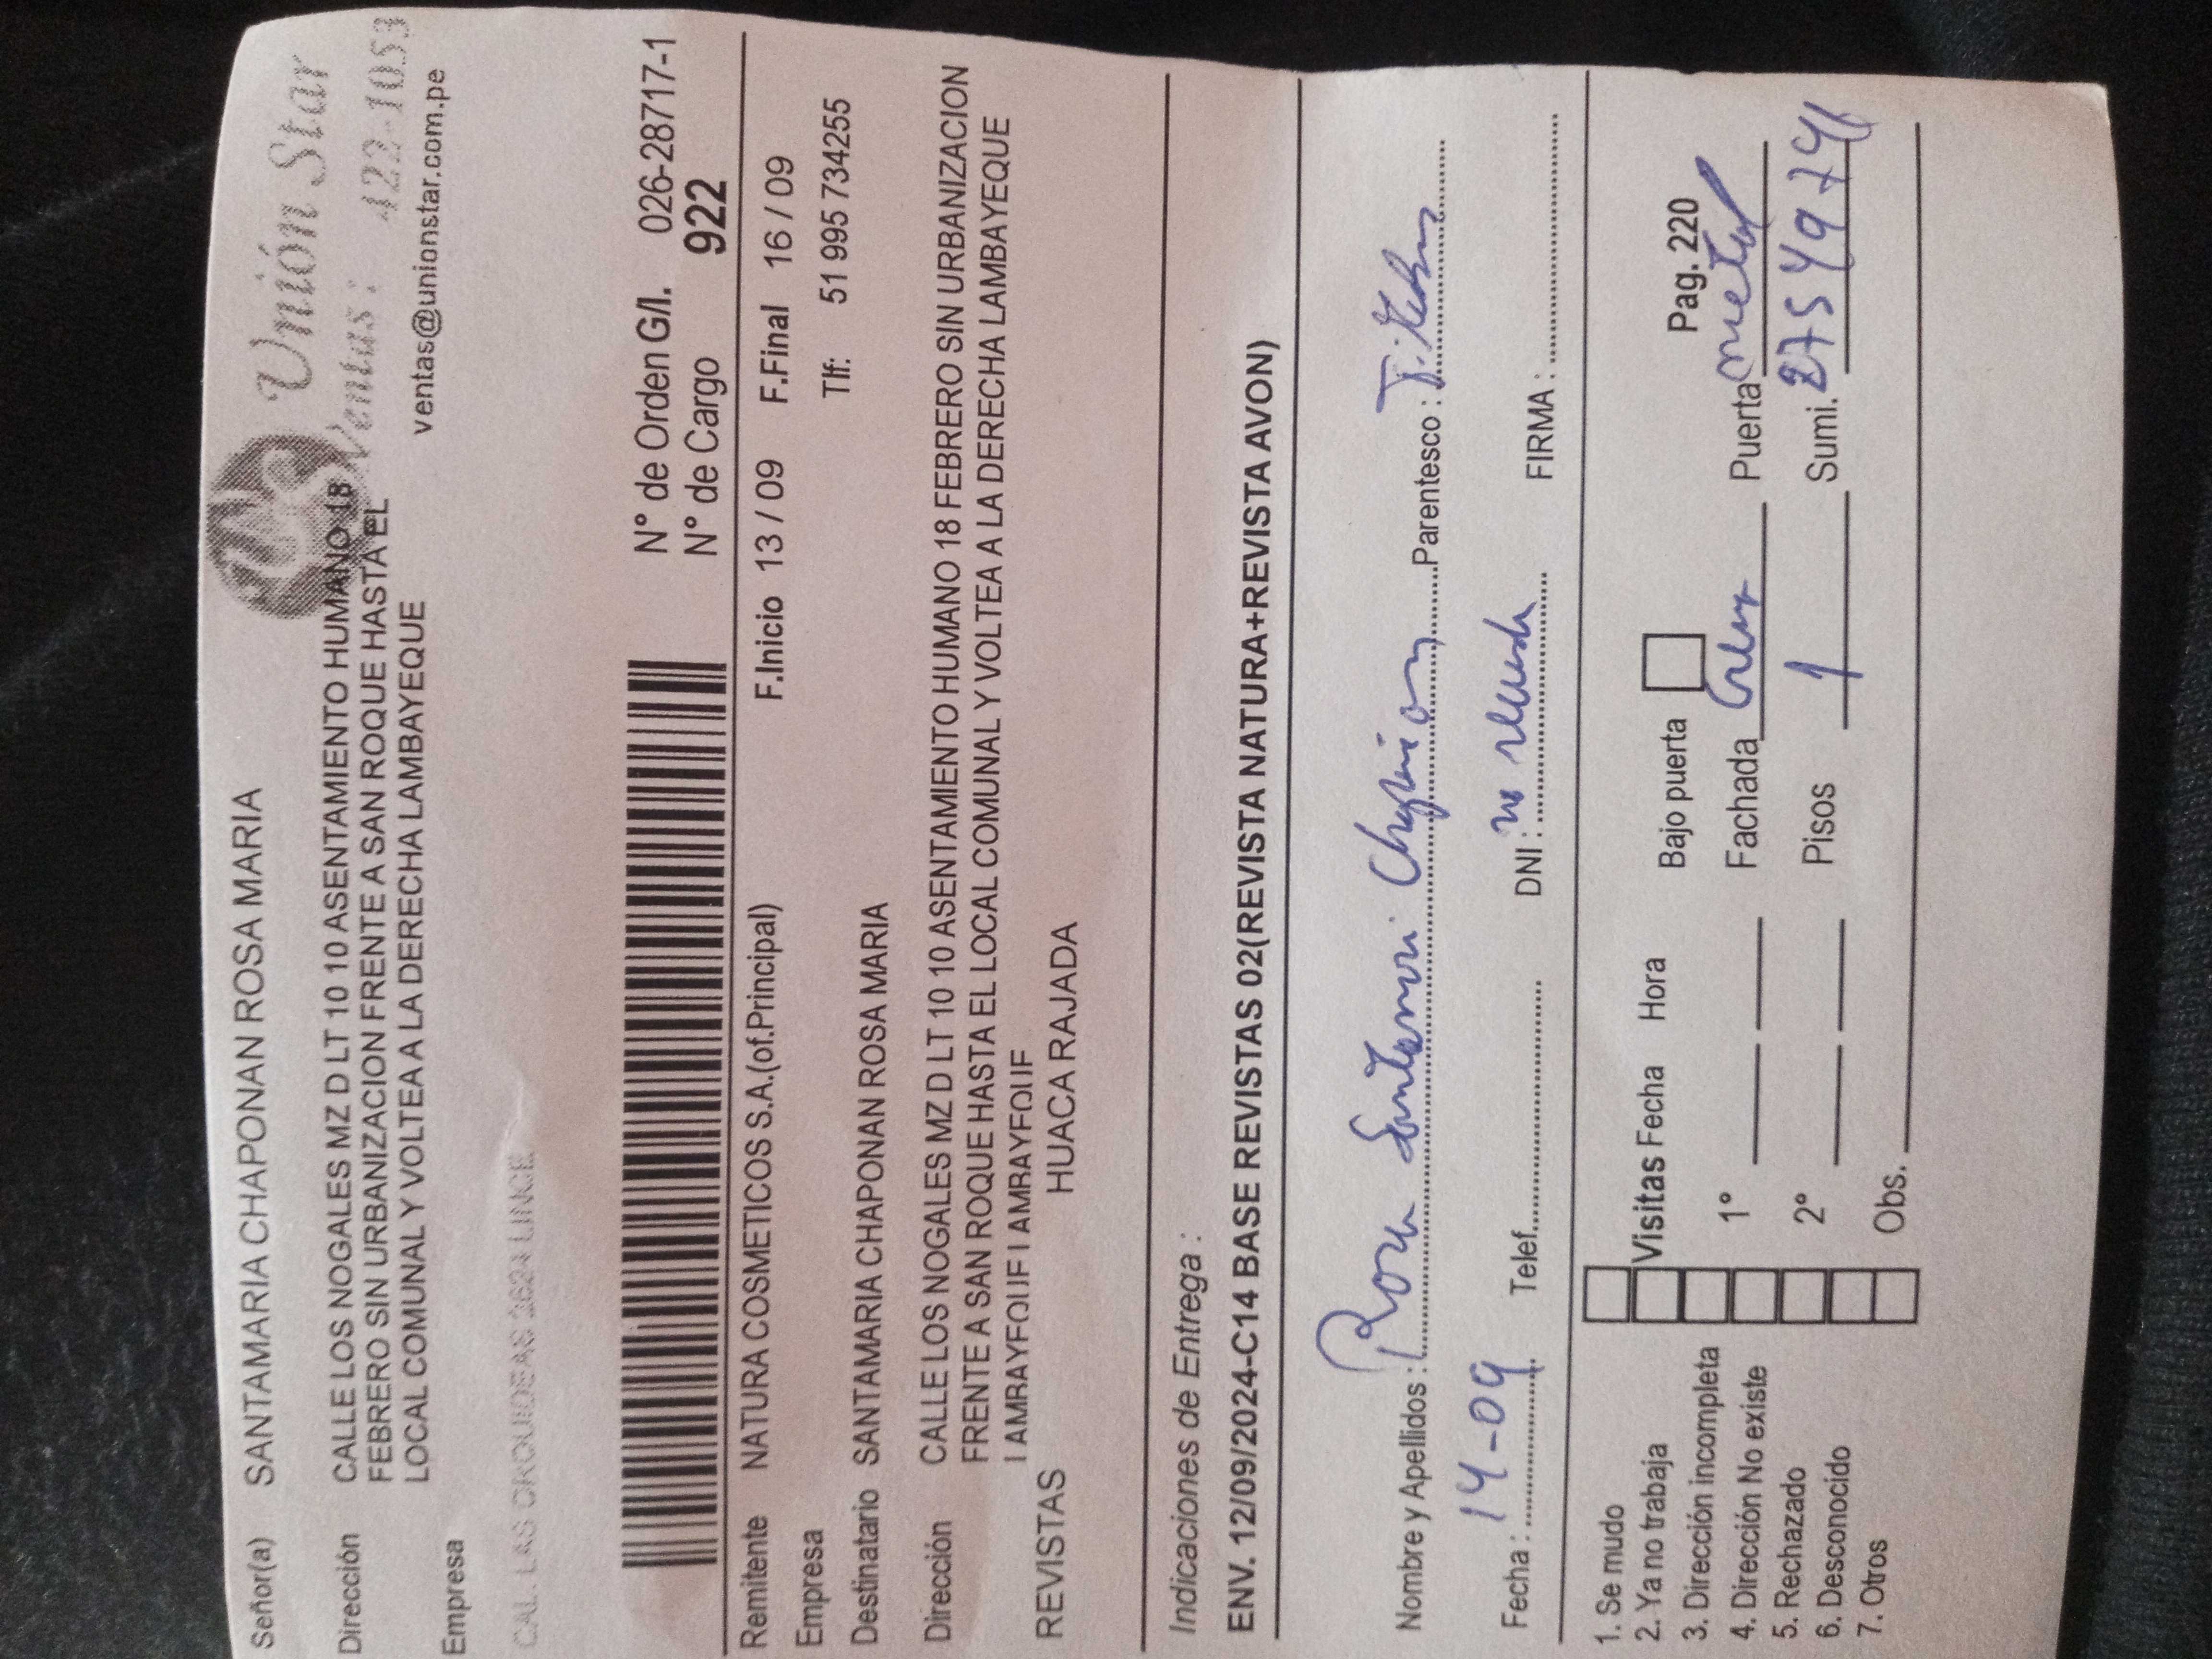 Señor(a) SANTAMARIA CHAPONAN ROSA MARIA
Unión Star
Dirección CALLE LOS NOGALES MZ D LT 10 10 ASENTAMIENTO HUMANO 18
FEBRERO SIN URBANIZACION FRENTE A SAN ROQUE HASTA EL
LOCAL COMUNAL Y VOLTEA A LA DERECHA LAMBAYEQUE
Ventas: 422-1053
ventas@unionstar.com.pe
Empresa
CAL. LAS ORQUIDEAS 2624 LINCE
N° de Orden G/I. 026-28717-1
N° de Cargo 922
Remitente NATURA COSMETICOS S.A.(of.Principal) F.Inicio 13 / 09 F.Final 16 / 09
Empresa Tlf: 51 995 734255
Destinatario SANTAMARIA CHAPONAN ROSA MARIA
Dirección CALLE LOS NOGALES MZ D LT 10 10 ASENTAMIENTO HUMANO 18 FEBRERO SIN URBANIZACION
FRENTE A SAN ROQUE HASTA EL LOCAL COMUNAL Y VOLTEA A LA DERECHA LAMBAYEQUE
LAMBAYEQUE LAMBAYEQUE
REVISTAS HUACA RAJADA
Indicaciones de Entrega :
ENV. 12/09/2024-C14 BASE REVISTAS 02(REVISTA NATURA+REVISTA AVON)
Nombre y Apellidos : Rosa Santamari Parentesco :
Fecha : 14-09 Telef. DNI : FIRMA :
1. Se mudo
2. Ya no trabaja
3. Dirección incompleta
4. Dirección No existe
5. Rechazado
6. Desconocido
7. Otros
Visitas Fecha Hora Bajo puerta Pag. 220
1° Fachada Puerta metal
2° Pisos 1 Sumi.
Obs.